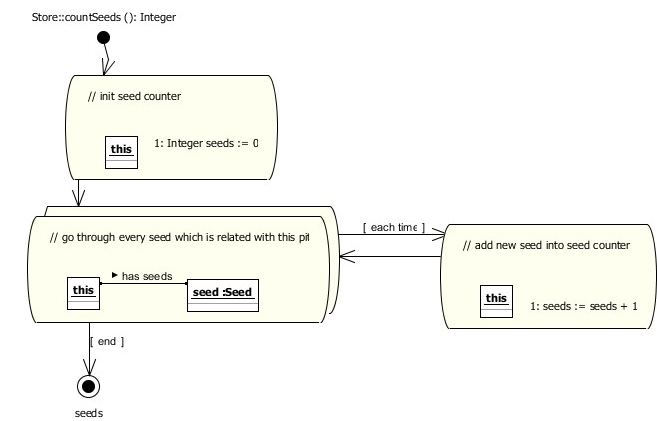 Store::countSeeds (): Integer
// init seed counter
this
1: Integer seeds := 0
// go through every seed which is related with this pit
this
▶ has seeds
seed :Seed
[ each time ]
// add new seed into seed counter
this
1: seeds := seeds + 1
[ end ]
seeds